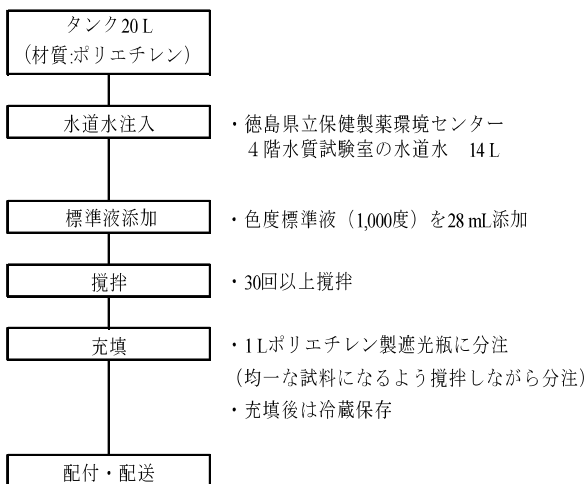 タンク20 L
（材質:ポリエチレン）
水道水注入
・徳島県立保健製薬環境センター
４階水質試験室の水道水　14 L
標準液添加
・色度標準液（1,000度）を28 mL添加
撹拌
・30回以上撹拌
充填
・1 Lポリエチレン製遮光瓶に分注
（均一な試料になるよう撹拌しながら分注）
・充填後は冷蔵保存
配付・配送